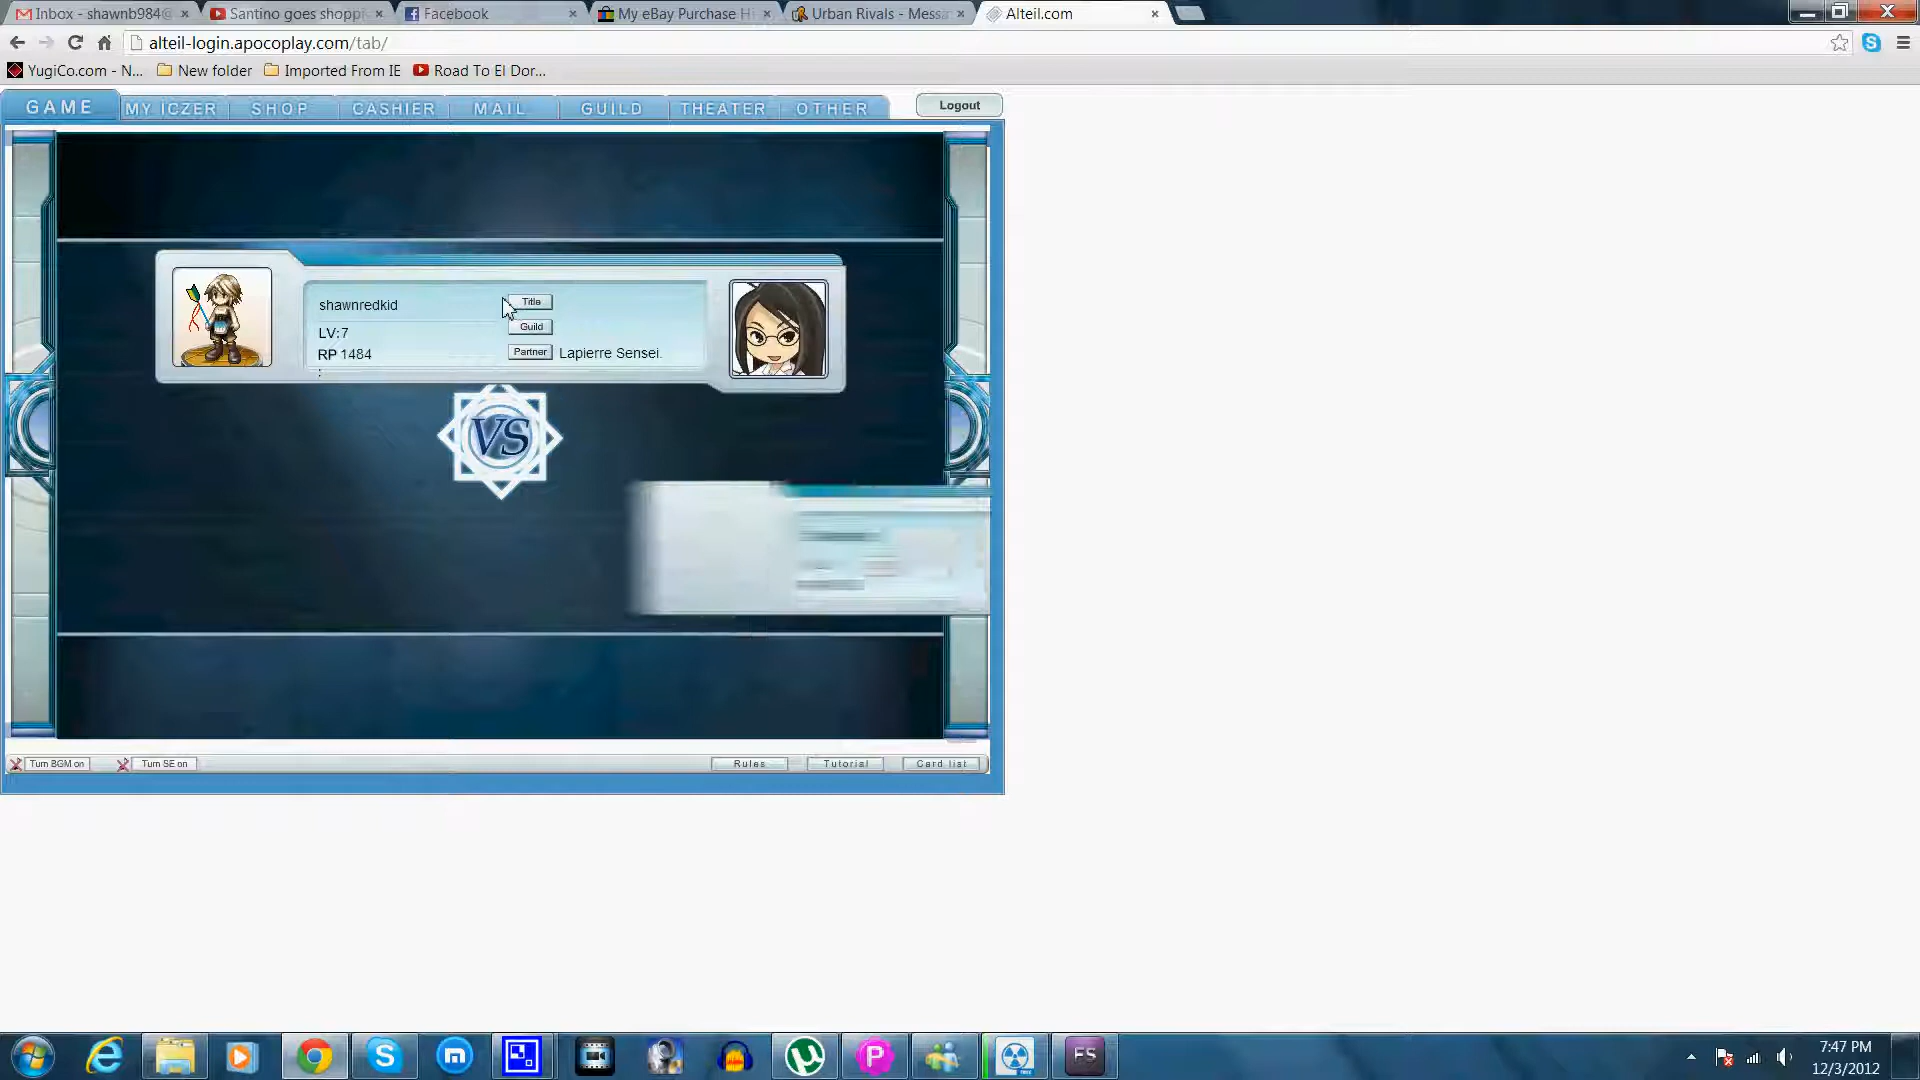 Inbox - shawnb984@
Santino goes shoppi
Facebook
My eBay Purchase Hi
Urban Rivals - Messa
Alteil.com
alteil-login.apocoplay.com/tab/
YugiCo.com - N...
New folder
Imported From IE
Road To El Dor...
GAME
MY ICZER
SHOP
CASHIER
MAIL
GUILD
THEATER
OTHER
Logout
shawnredkid
Title
LV:7
Guild
RP 1484
Partner
Lapierre Sensei.
VS
Turn BGM on
Turn SE on
Rules
Tutorial
Card list
FS
7:47 PM
12/3/2012